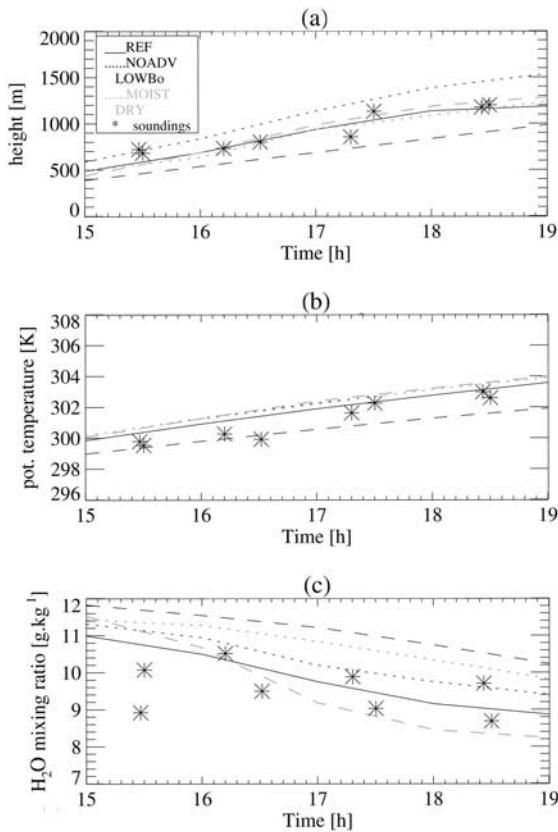 (a)
2000
1500
1000
500
0
height [m]
REF
NOADV
LOWBo
MOIST
DRY
* soundings
15 16 17 18 19
Time [h]
(b)
308
306
304
302
300
298
296
pot. temperature [K]
15 16 17 18 19
Time [h]
(c)
12
11
10
9
8
7
H₂O mixing ratio [g.kg⁻¹]
15 16 17 18 19
Time [h]